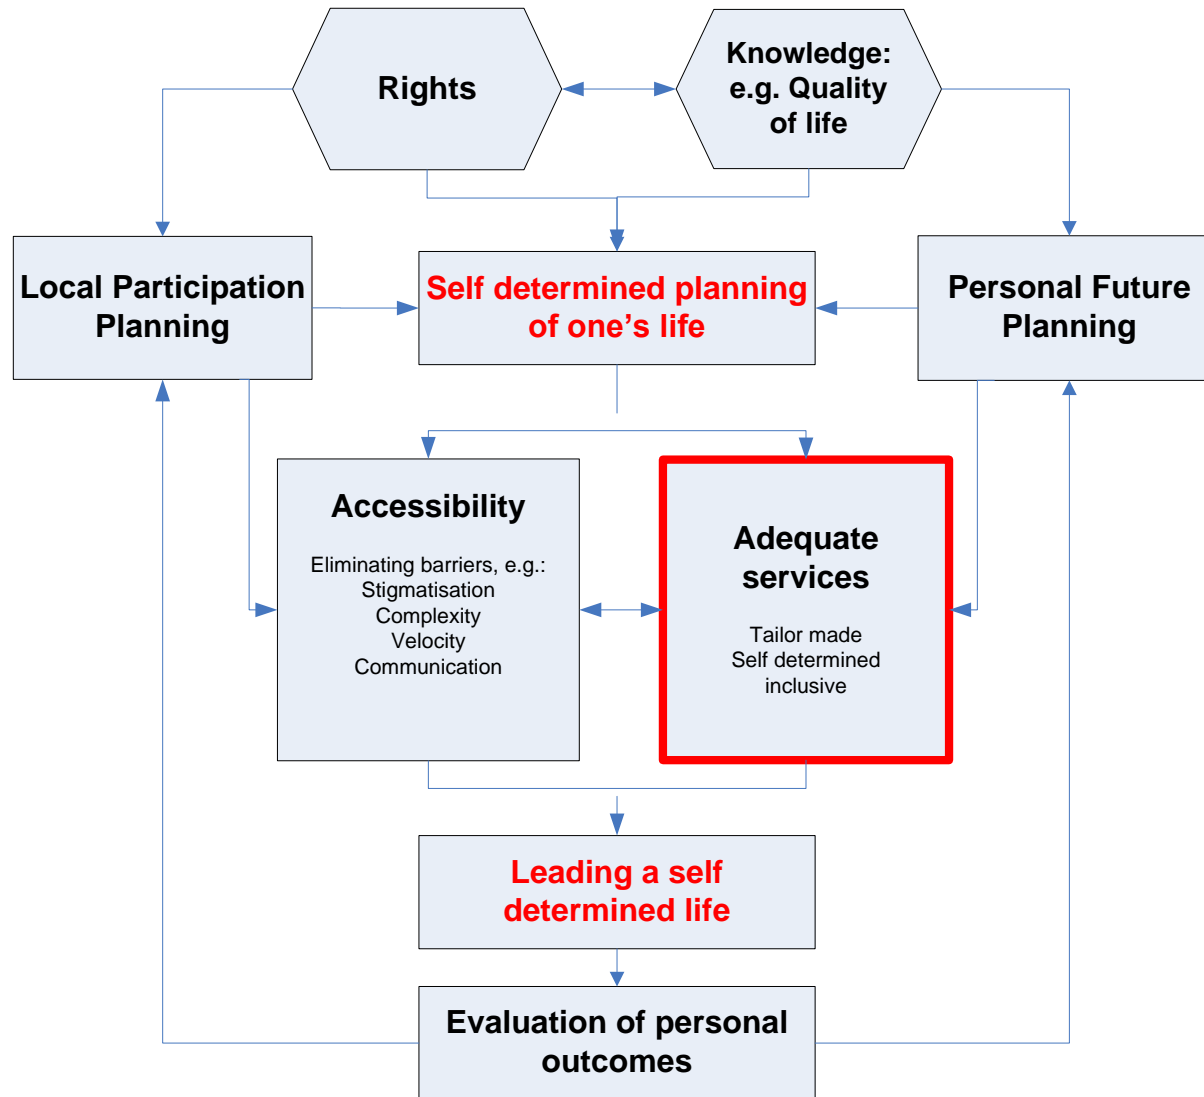 Rights
Knowledge:
e.g. Quality
of life
Local Participation
Planning
Self determined planning
of one’s life
Personal Future
Planning
Accessibility
Eliminating barriers, e.g.:
Stigmatisation
Complexity
Velocity
Communication
Adequate
services
Tailor made
Self determined
inclusive
Leading a self
determined life
Evaluation of personal
outcomes